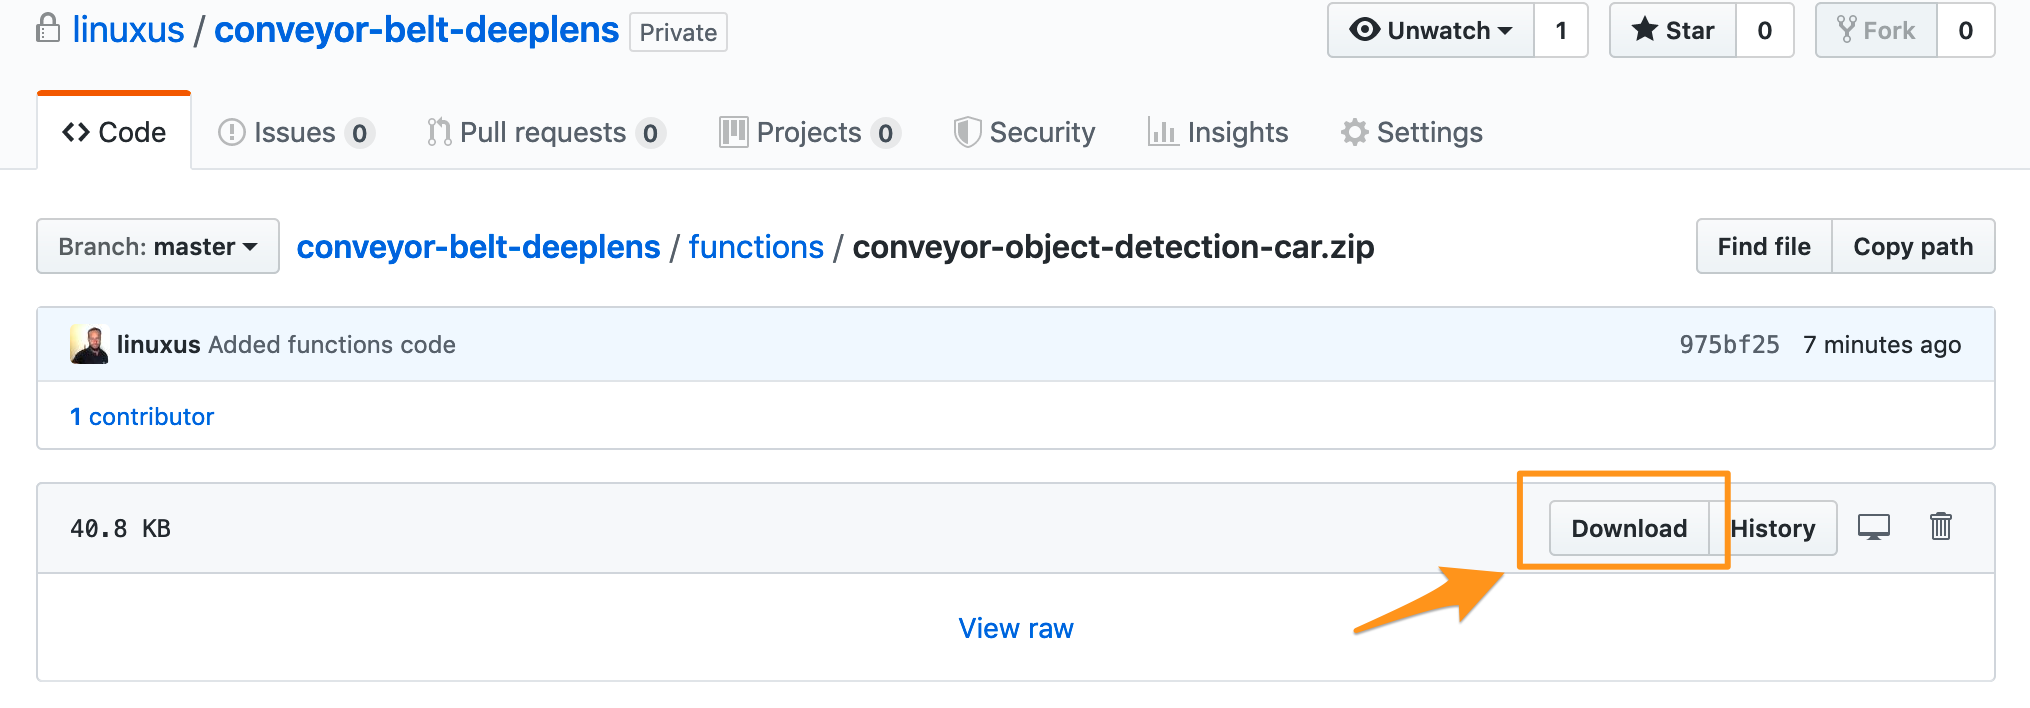 linuxus / conveyor-belt-deeplens Private Unwatch 1 Star 0 Fork 0
Code Issues 0 Pull requests 0 Projects 0 Security Insights Settings
Branch: master conveyor-belt-deeplens / functions / conveyor-object-detection-car.zip Find file Copy path
linuxus Added functions code 975bf25 7 minutes ago
1 contributor
40.8 KB Download History
View raw